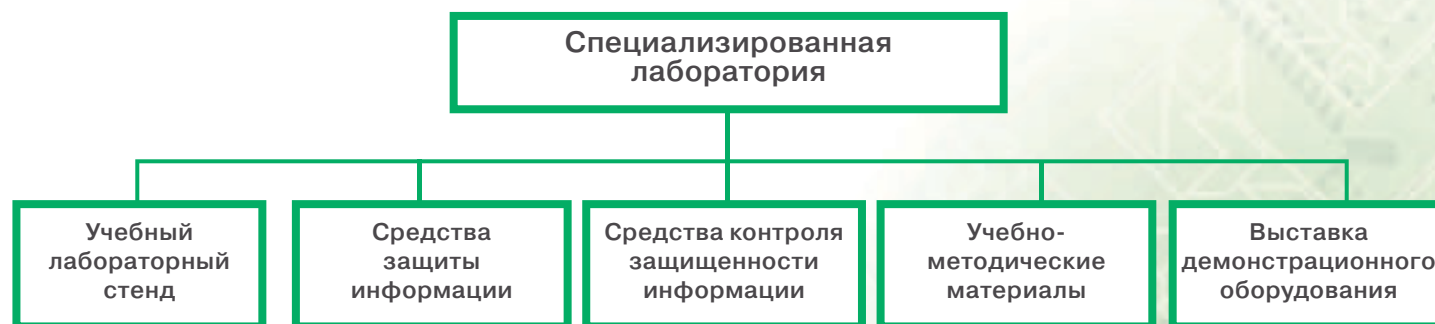 Специализированная
лаборатория
Учебный
лабораторный
стенд
Средства
защиты
информации
Средства контроля
защищенности
информации
Учебно-
методические
материалы
Выставка
демонстрационного
оборудования